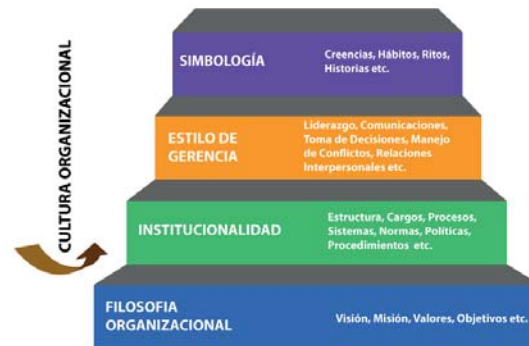 CULTURA ORGANIZACIONAL
SIMBOLOGÍA
Creencias, Hábitos, Ritos,
Historias etc.
ESTILO DE
GERENCIA
Liderazgo, Comunicaciones,
Toma de Decisiones, Manejo
de Conflictos, Relaciones
Interpersonales etc.
INSTITUCIONALIDAD
Estructura, Cargos, Procesos,
Sistemas, Normas, Políticas,
Procedimientos etc.
FILOSOFIA
ORGANIZACIONAL
Visión, Misión, Valores, Objetivos etc.